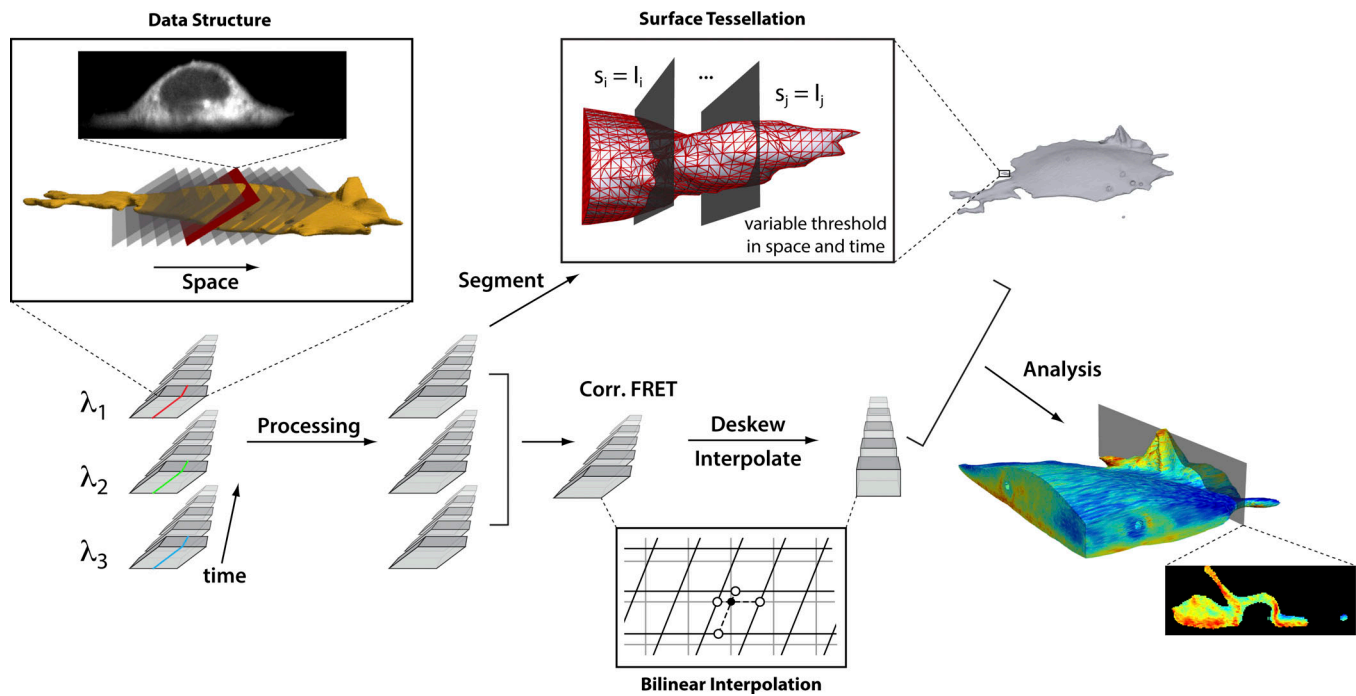 Data Structure
Surface Tessellation
sᵢ = lᵢ
...
sⱼ = lⱼ
variable threshold
in space and time
Space
Segment
λ₁
Corr. FRET
Analysis
Processing
Deskew
Interpolate
λ₂
λ₃
time
Bilinear Interpolation